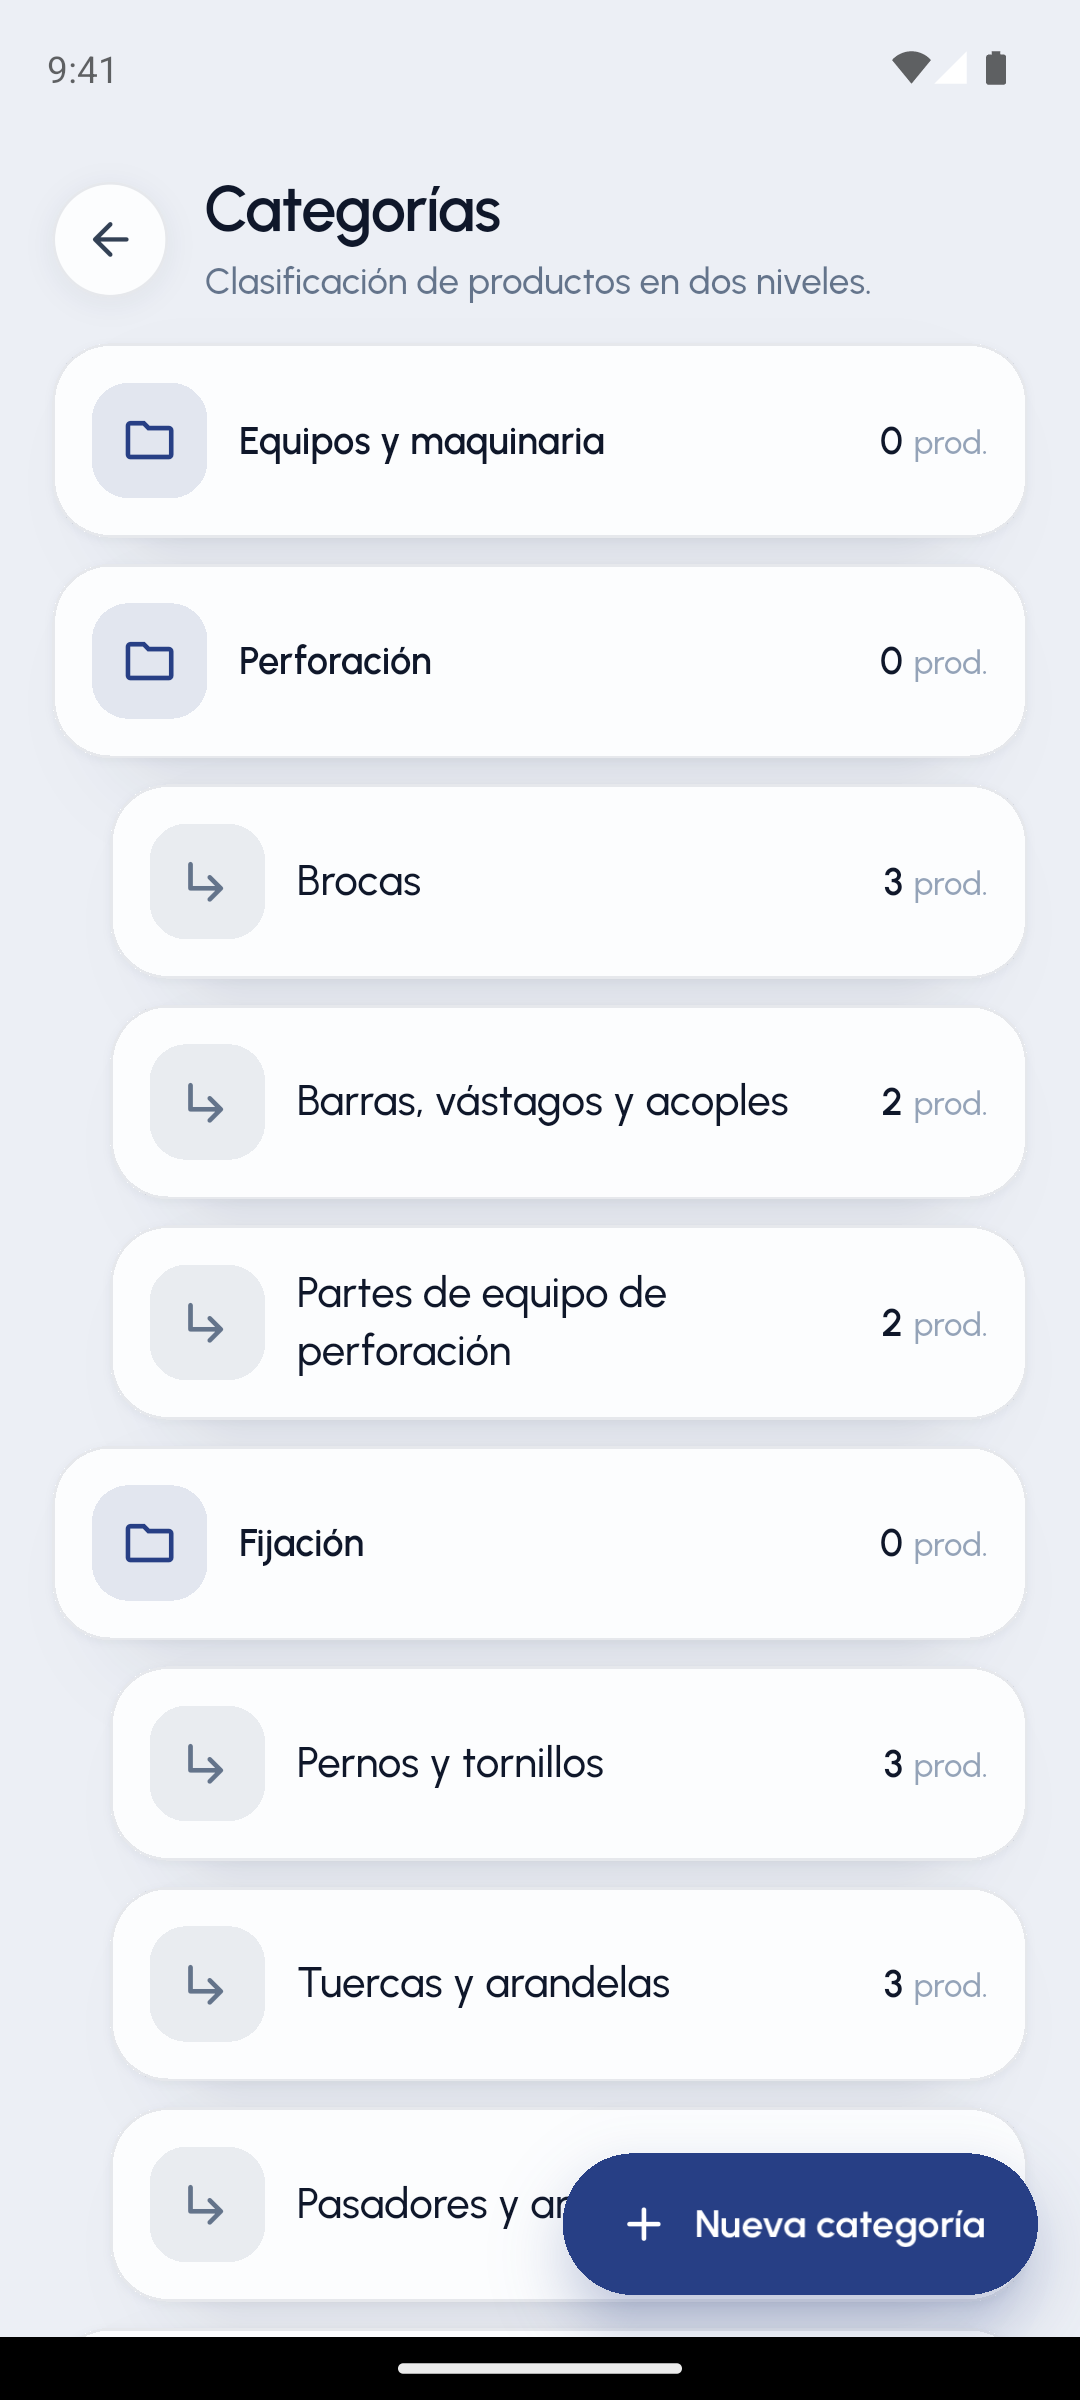 9:41
Categorías
Clasificación de productos en dos niveles.
Equipos y maquinaria 0 prod.
Perforación 0 prod.
Brocas 3 prod.
Barras, vástagos y acoples 2 prod.
Partes de equipo de
perforación 2 prod.
Fijación 0 prod.
Pernos y tornillos 3 prod.
Tuercas y arandelas 3 prod.
Pasadores y
Nueva categoría